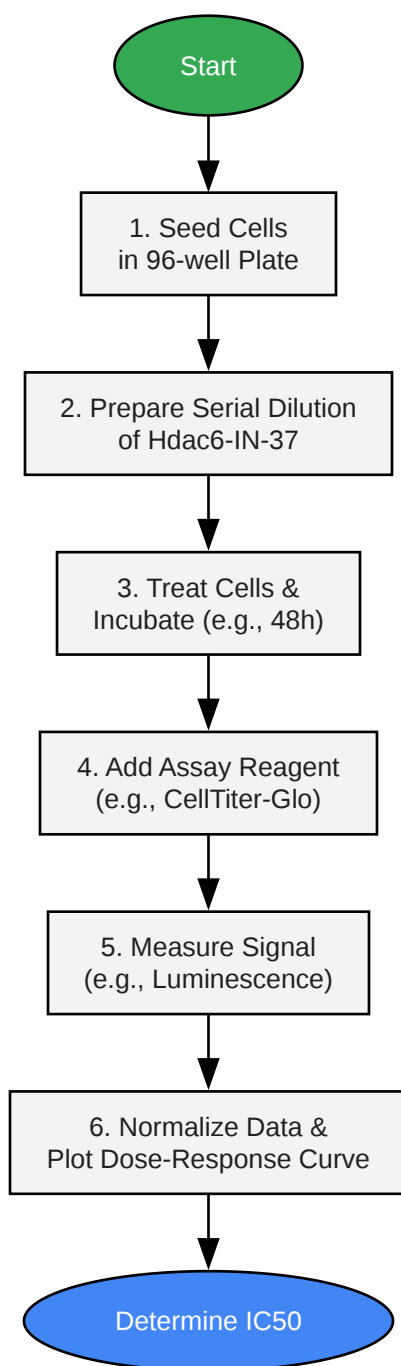 Start
1. Seed Cells
in 96-well Plate
2. Prepare Serial Dilution
of Hdac6-IN-37
3. Treat Cells &
Incubate (e.g., 48h)
4. Add Assay Reagent
(e.g., CellTiter-Glo)
5. Measure Signal
(e.g., Luminescence)
6. Normalize Data &
Plot Dose-Response Curve
Determine IC50